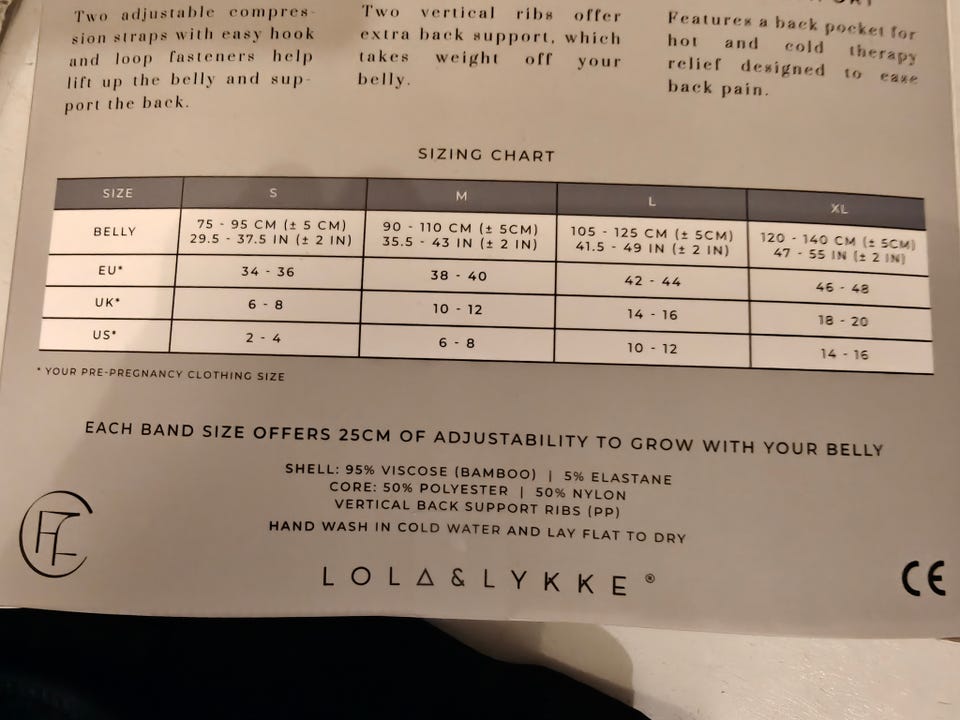 Two adjustable compres-
sion straps with easy hook
and loop fasteners help
lift up the belly and sup-
port the back.
Two vertical ribs offer
extra back support, which
takes weight off your
belly.
Features a back pocket for
hot and cold therapy
relief designed to ease
back pain.
SIZING CHART
SIZE S M L XL
BELLY 75 - 95 CM (± 5 CM) 90 - 110 CM (± 5CM) 105 - 125 CM (± 5CM) 120 - 140 CM (± 5CM)
29.5 - 37.5 IN (± 2 IN) 35.5 - 43 IN (± 2 IN) 41.5 - 49 IN (± 2 IN) 47 - 55 IN (± 2 IN)
EU* 34 - 36 38 - 40 42 - 44 46 - 48
UK* 6 - 8 10 - 12 14 - 16 18 - 20
US* 2 - 4 6 - 8 10 - 12 14 - 16
* YOUR PRE-PREGNANCY CLOTHING SIZE
EACH BAND SIZE OFFERS 25CM OF ADJUSTABILITY TO GROW WITH YOUR BELLY
SHELL: 95% VISCOSE (BAMBOO) | 5% ELASTANE
CORE: 50% POLYESTER | 50% NYLON
VERTICAL BACK SUPPORT RIBS (PP)
HAND WASH IN COLD WATER AND LAY FLAT TO DRY
LOLA&LYKKE®
CE